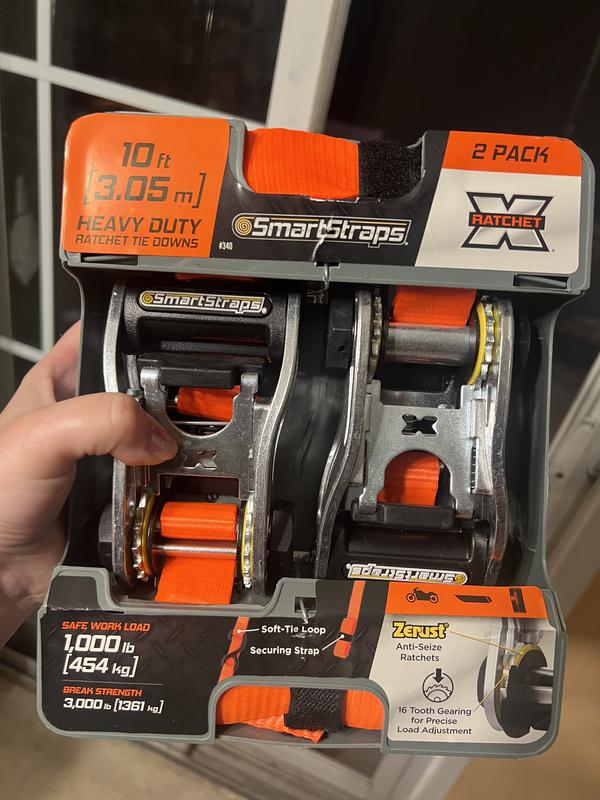 10 ft
[3.05 m]
HEAVY DUTY
RATCHET TIE DOWNS
#340
SmartStraps®
2 PACK
X
RATCHET
SmartStraps®
X
X
SmartStraps®
SAFE WORK LOAD
1,000 lb
[454 kg]
BREAK STRENGTH
3,000 lb [1361 kg]
Soft-Tie Loop
Securing Strap
Zerust®
Anti-Seize
Ratchets
16 Tooth Gearing
for Precise
Load Adjustment